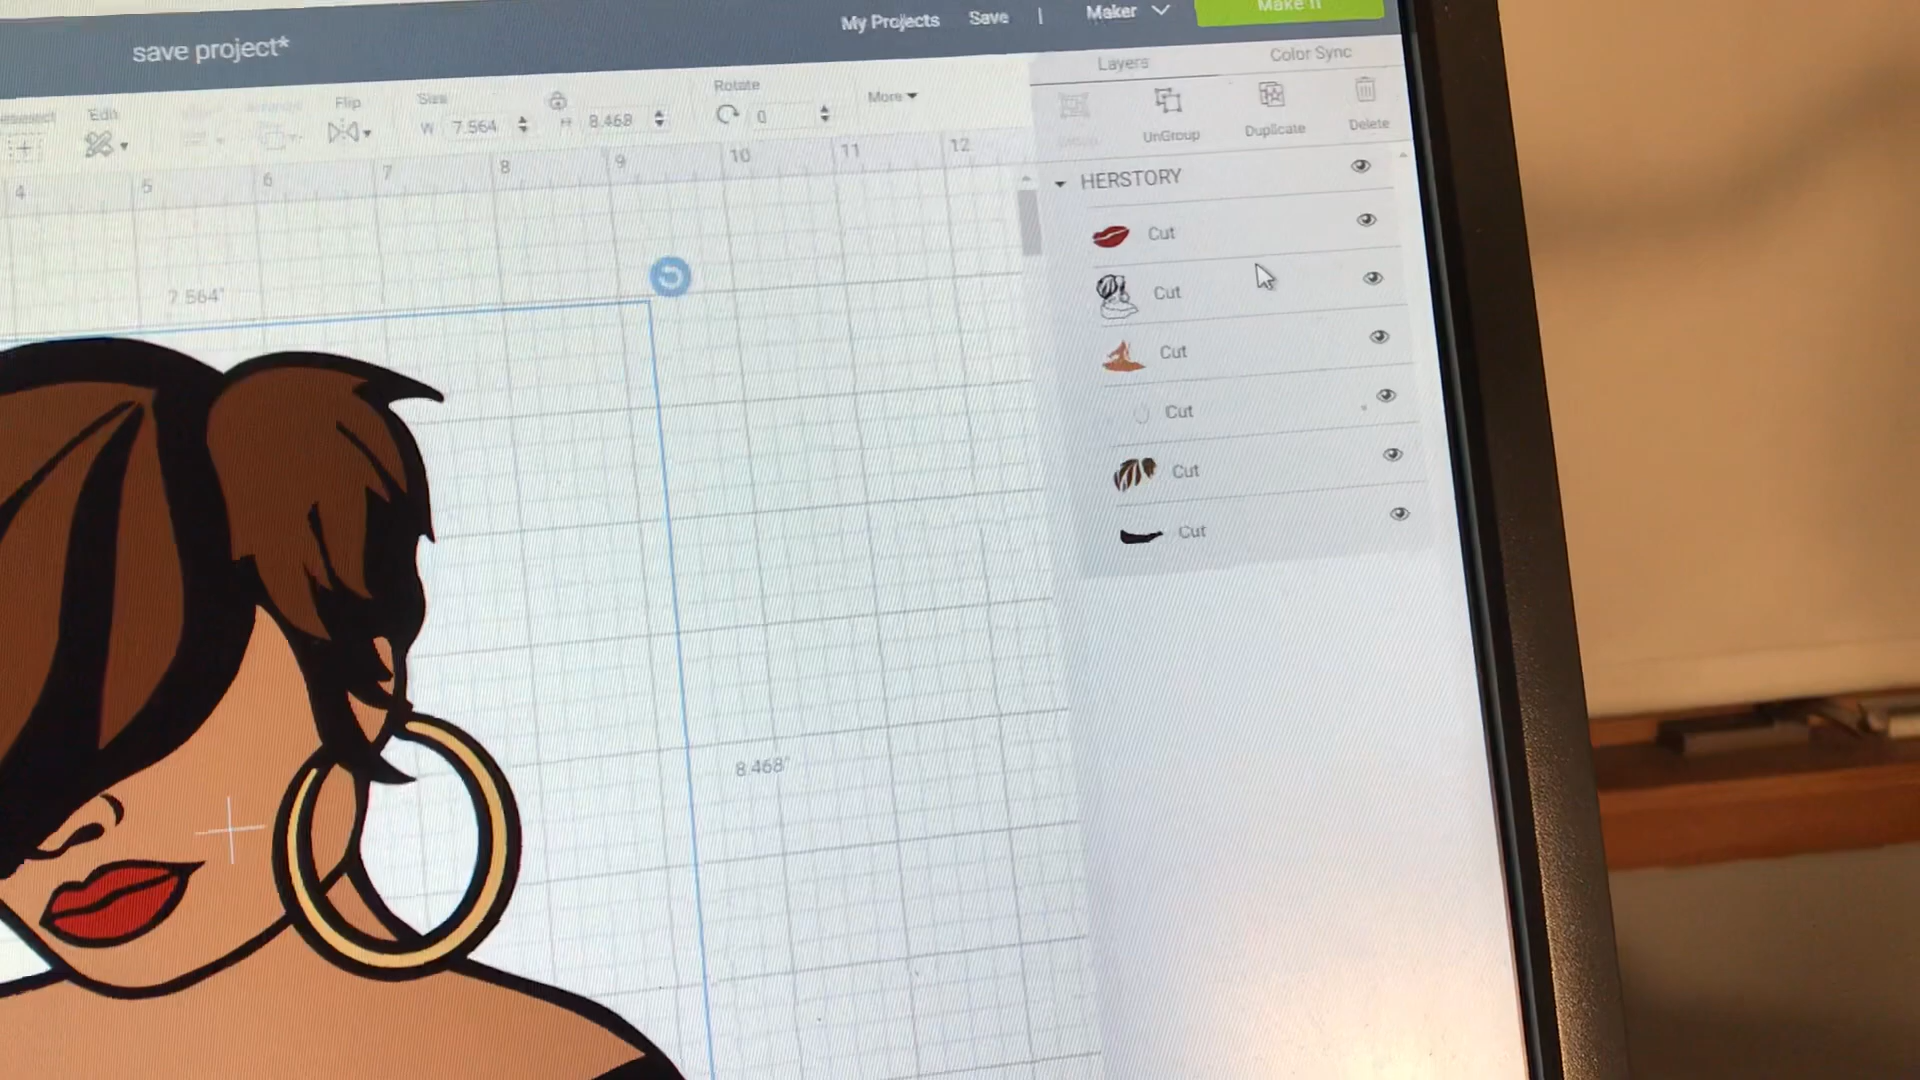 save project*
My Projects Save | Maker Make It
Edit
Flip
Size
W 7.564
H 8.468
Rotate
0
More
Layers
Color Sync
UnGroup
Duplicate
Delete
4 5 6 7 8 9 10 11 12
HERSTORY
Cut
Cut
Cut
Cut
Cut
Cut
7.564"
8.468"